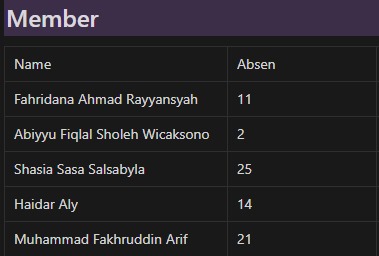 Member
Name Absen
Fahridana Ahmad Rayyansyah 11
Abiyyu Fiqlal Sholeh Wicaksono 2
Shasia Sasa Salsabyla 25
Haidar Aly 14
Muhammad Fakhruddin Arif 21